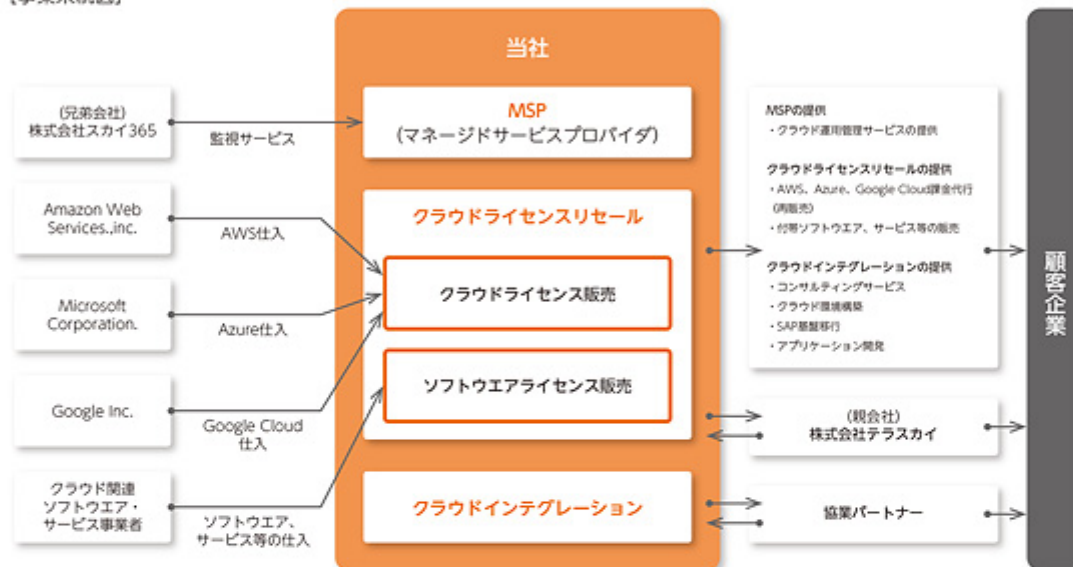 当社
(兄弟会社)
株式会社スカイ365
監視サービス
MSP
(マネージドサービスプロバイダ)
Amazon Web
Services.,inc.
AWS仕入
Microsoft
Corporation.
Azure仕入
Google Inc.
Google Cloud
仕入
クラウド関連
ソフトウエア・
サービス事業者
ソフトウエア、
サービス等の仕入
クラウドライセンスリセール
クラウドライセンス販売
ソフトウエアライセンス販売
クラウドインテグレーション
MSPの提供
・クラウド運用管理サービスの提供
クラウドライセンスリセールの提供
・AWS、Azure、Google Cloud課金代行
(再販売)
・付帯ソフトウエア、サービス等の販売
クラウドインテグレーションの提供
・コンサルティングサービス
・クラウド環境構築
・SAP基盤移行
・アプリケーション開発
(親会社)
株式会社テラスカイ
協業パートナー
顧客企業